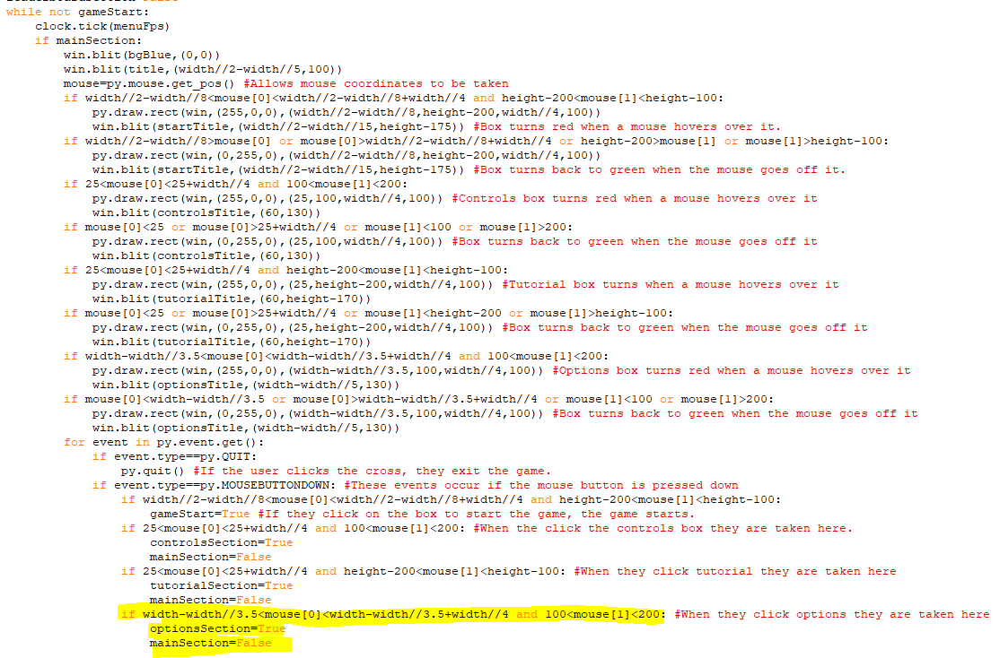 while not gameStart:
    clock.tick(menuFps)
    if mainSection:
        win.blit(bgBlue,(0,0))
        win.blit(title,(width//2-width//5,100))
        mouse=py.mouse.get_pos() #Allows mouse coordinates to be taken
        if width//2-width//8<mouse[0]<width//2-width//8+width//4 and height-200<mouse[1]<height-100:
            py.draw.rect(win,(255,0,0),(width//2-width//8,height-200,width//4,100))
            win.blit(startTitle,(width//2-width//15,height-175)) #Box turns red when a mouse hovers over it.
        if width//2-width//8>mouse[0] or mouse[0]>width//2-width//8+width//4 or height-200>mouse[1] or mouse[1]>height-100:
            py.draw.rect(win,(0,255,0),(width//2-width//8,height-200,width//4,100))
            win.blit(startTitle,(width//2-width//15,height-175)) #Box turns back to green when the mouse goes off it.
        if 25<mouse[0]<25+width//4 and 100<mouse[1]<200:
            py.draw.rect(win,(255,0,0),(25,100,width//4,100)) #Controls box turns red when a mouse hovers over it
            win.blit(controlsTitle,(60,130))
        if mouse[0]<25 or mouse[0]>25+width//4 or mouse[1]<100 or mouse[1]>200:
            py.draw.rect(win,(0,255,0),(25,100,width//4,100)) #Box turns back to green when the mouse goes off it
            win.blit(controlsTitle,(60,130))
        if 25<mouse[0]<25+width//4 and height-200<mouse[1]<height-100:
            py.draw.rect(win,(255,0,0),(25,height-200,width//4,100)) #Tutorial box turns when a mouse hovers over it
            win.blit(tutorialTitle,(60,height-170))
        if mouse[0]<25 or mouse[0]>25+width//4 or mouse[1]<height-200 or mouse[1]>height-100:
            py.draw.rect(win,(0,255,0),(25,height-200,width//4,100)) #Box turns back to green when the mouse goes off it
            win.blit(tutorialTitle,(60,height-170))
        if width-width//3.5<mouse[0]<width-width//3.5+width//4 and 100<mouse[1]<200:
            py.draw.rect(win,(255,0,0),(width-width//3.5,100,width//4,100)) #Options box turns red when a mouse hovers over it
            win.blit(optionsTitle,(width-width//5,130))
        if mouse[0]<width-width//3.5 or mouse[0]>width-width//3.5+width//4 or mouse[1]<100 or mouse[1]>200:
            py.draw.rect(win,(0,255,0),(width-width//3.5,100,width//4,100)) #Box turns back to green when the mouse goes off it
            win.blit(optionsTitle,(width-width//5,130))
        for event in py.event.get():
            if event.type==py.QUIT:
                py.quit() #If the user clicks the cross, they exit the game.
            if event.type==py.MOUSEBUTTONDOWN: #These events occur if the mouse button is pressed down
                if width//2-width//8<mouse[0]<width//2-width//8+width//4 and height-200<mouse[1]<height-100:
                    gameStart=True #If they click on the box to start the game, the game starts.
                if 25<mouse[0]<25+width//4 and 100<mouse[1]<200: #When the click the controls box they are taken here.
                    controlsSection=True
                    mainSection=False
                if 25<mouse[0]<25+width//4 and height-200<mouse[1]<height-100: #When they click tutorial they are taken here
                    tutorialSection=True
                    mainSection=False
                if width-width//3.5<mouse[0]<width-width//3.5+width//4 and 100<mouse[1]<200: #When they click options they are taken here
                    optionsSection=True
                    mainSection=False